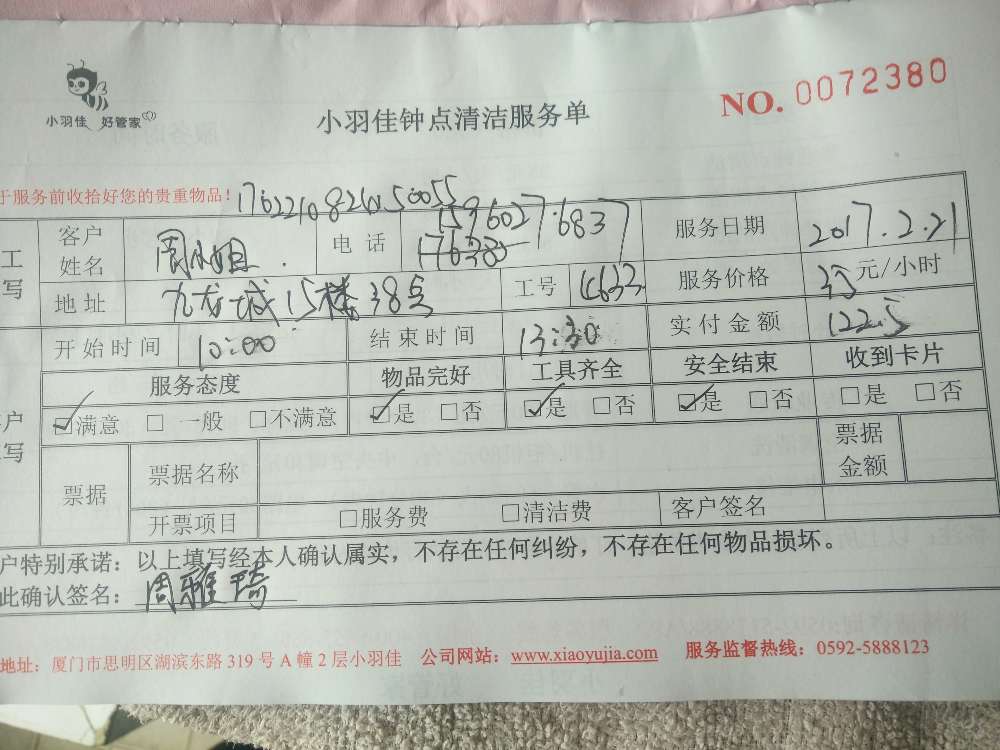 小羽佳 好管家
小羽佳钟点清洁服务单
NO. 0072380
于服务前收拾好您的贵重物品！
工 写 客户姓名 周小姐. 电话 15960277683 服务日期 2017.2.21
地址 九龙城15楼38号 工号 4633 服务价格 35元/小时
开始时间 10:00 结束时间 13:30 实付金额 122.5
服务态度 物品完好 工具齐全 安全结束 收到卡片
户 写 ☑满意 □一般 □不满意 ☑是 □否 ☑是 □否 ☑是 □否 □是 □否
票据 票据名称 票据金额
开票项目 □服务费 □清洁费 客户签名
户特别承诺：以上填写经本人确认属实，不存在任何纠纷，不存在任何物品损坏。
此确认签名：周雅琦
地址：厦门市思明区湖滨东路 319 号 A 幢 2 层小羽佳 公司网站：www.xiaoyujia.com 服务监督热线：0592-5888123